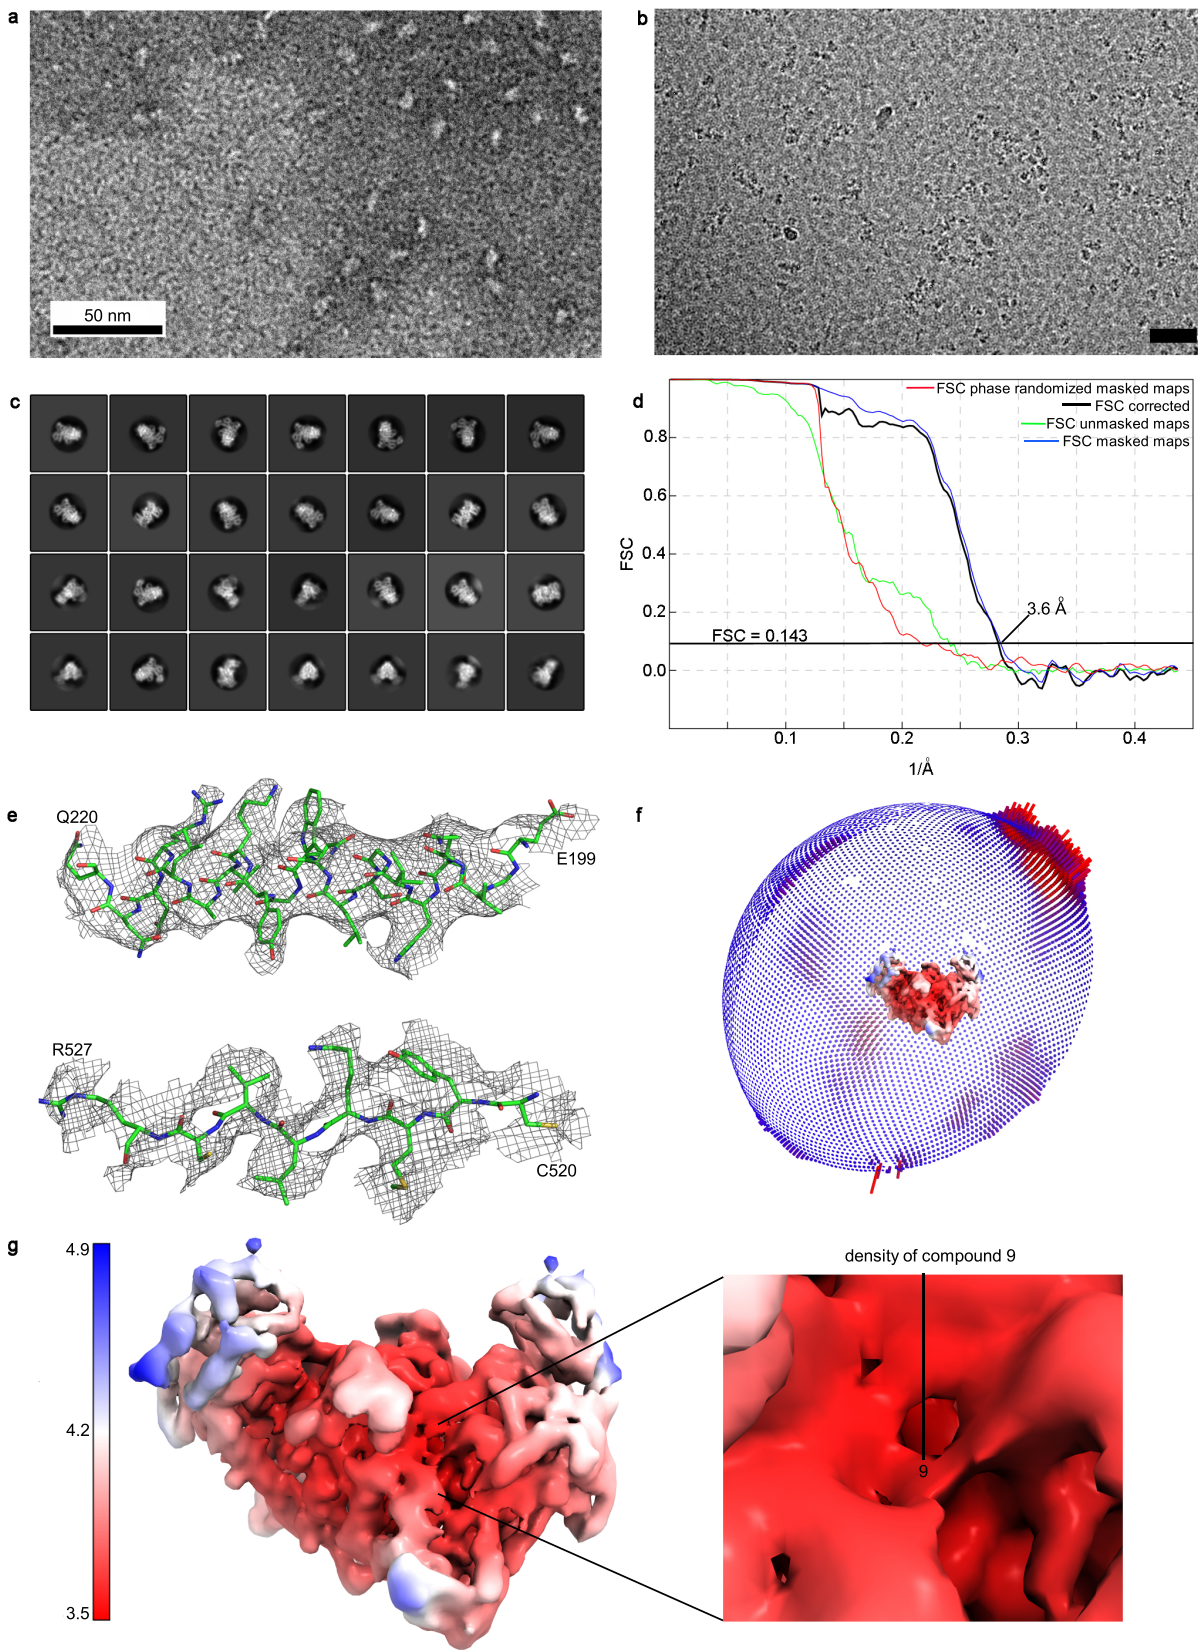 a
50 nm
b
c
d
FSC phase randomized masked maps
FSC corrected
FSC unmasked maps
FSC masked maps
0.8
0.6
0.4
0.2
0.0
FSC
FSC = 0.143
3.6 Å
0.1 0.2 0.3 0.4
1/Å
e
Q220
E199
R527
C520
f
g
4.9
4.2
3.5
density of compound 9
9